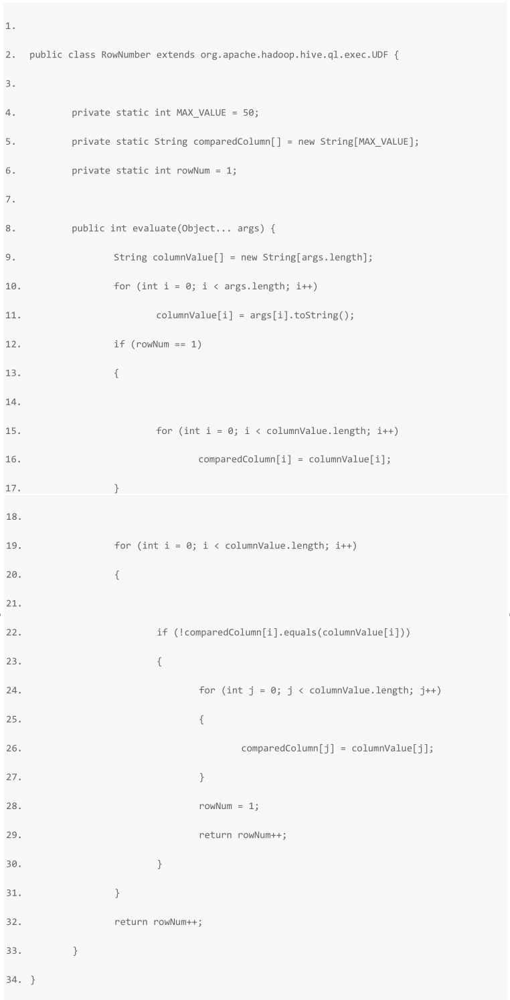 1.
2. public class RowNumber extends org.apache.hadoop.hive.ql.exec.UDF {
3.
4. private static int MAX_VALUE = 50;
5. private static String comparedColumn[] = new String[MAX_VALUE];
6. private static int rowNum = 1;
7.
8. public int evaluate(Object... args) {
9. String columnValue[] = new String[args.length];
10. for (int i = 0; i < args.length; i++)
11. columnValue[i] = args[i].toString();
12. if (rowNum == 1)
13. {
14.
15. for (int i = 0; i < columnValue.length; i++)
16. comparedColumn[i] = columnValue[i];
17. }
18.
19. for (int i = 0; i < columnValue.length; i++)
20. {
21.
22. if (!comparedColumn[i].equals(columnValue[i]))
23. {
24. for (int j = 0; j < columnValue.length; j++)
25. {
26. comparedColumn[j] = columnValue[j];
27. }
28. rowNum = 1;
29. return rowNum++;
30. }
31. }
32. return rowNum++;
33. }
34. }